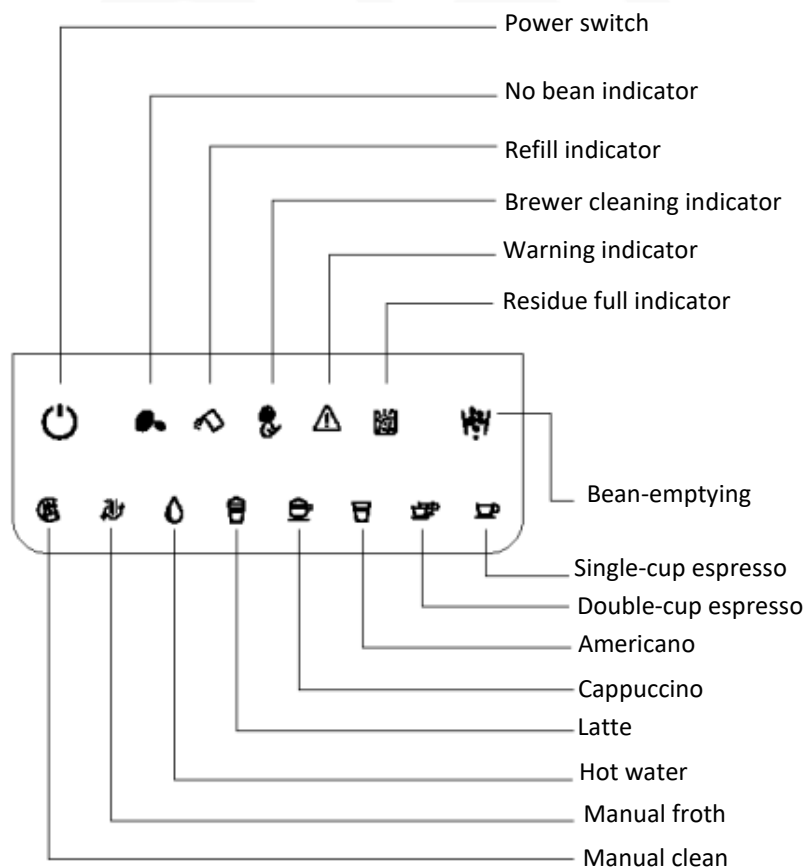 Power switch
No bean indicator
Refill indicator
Brewer cleaning indicator
Warning indicator
Residue full indicator
Bean-emptying
Single-cup espresso
Double-cup espresso
Americano
Cappuccino
Latte
Hot water
Manual froth
Manual clean